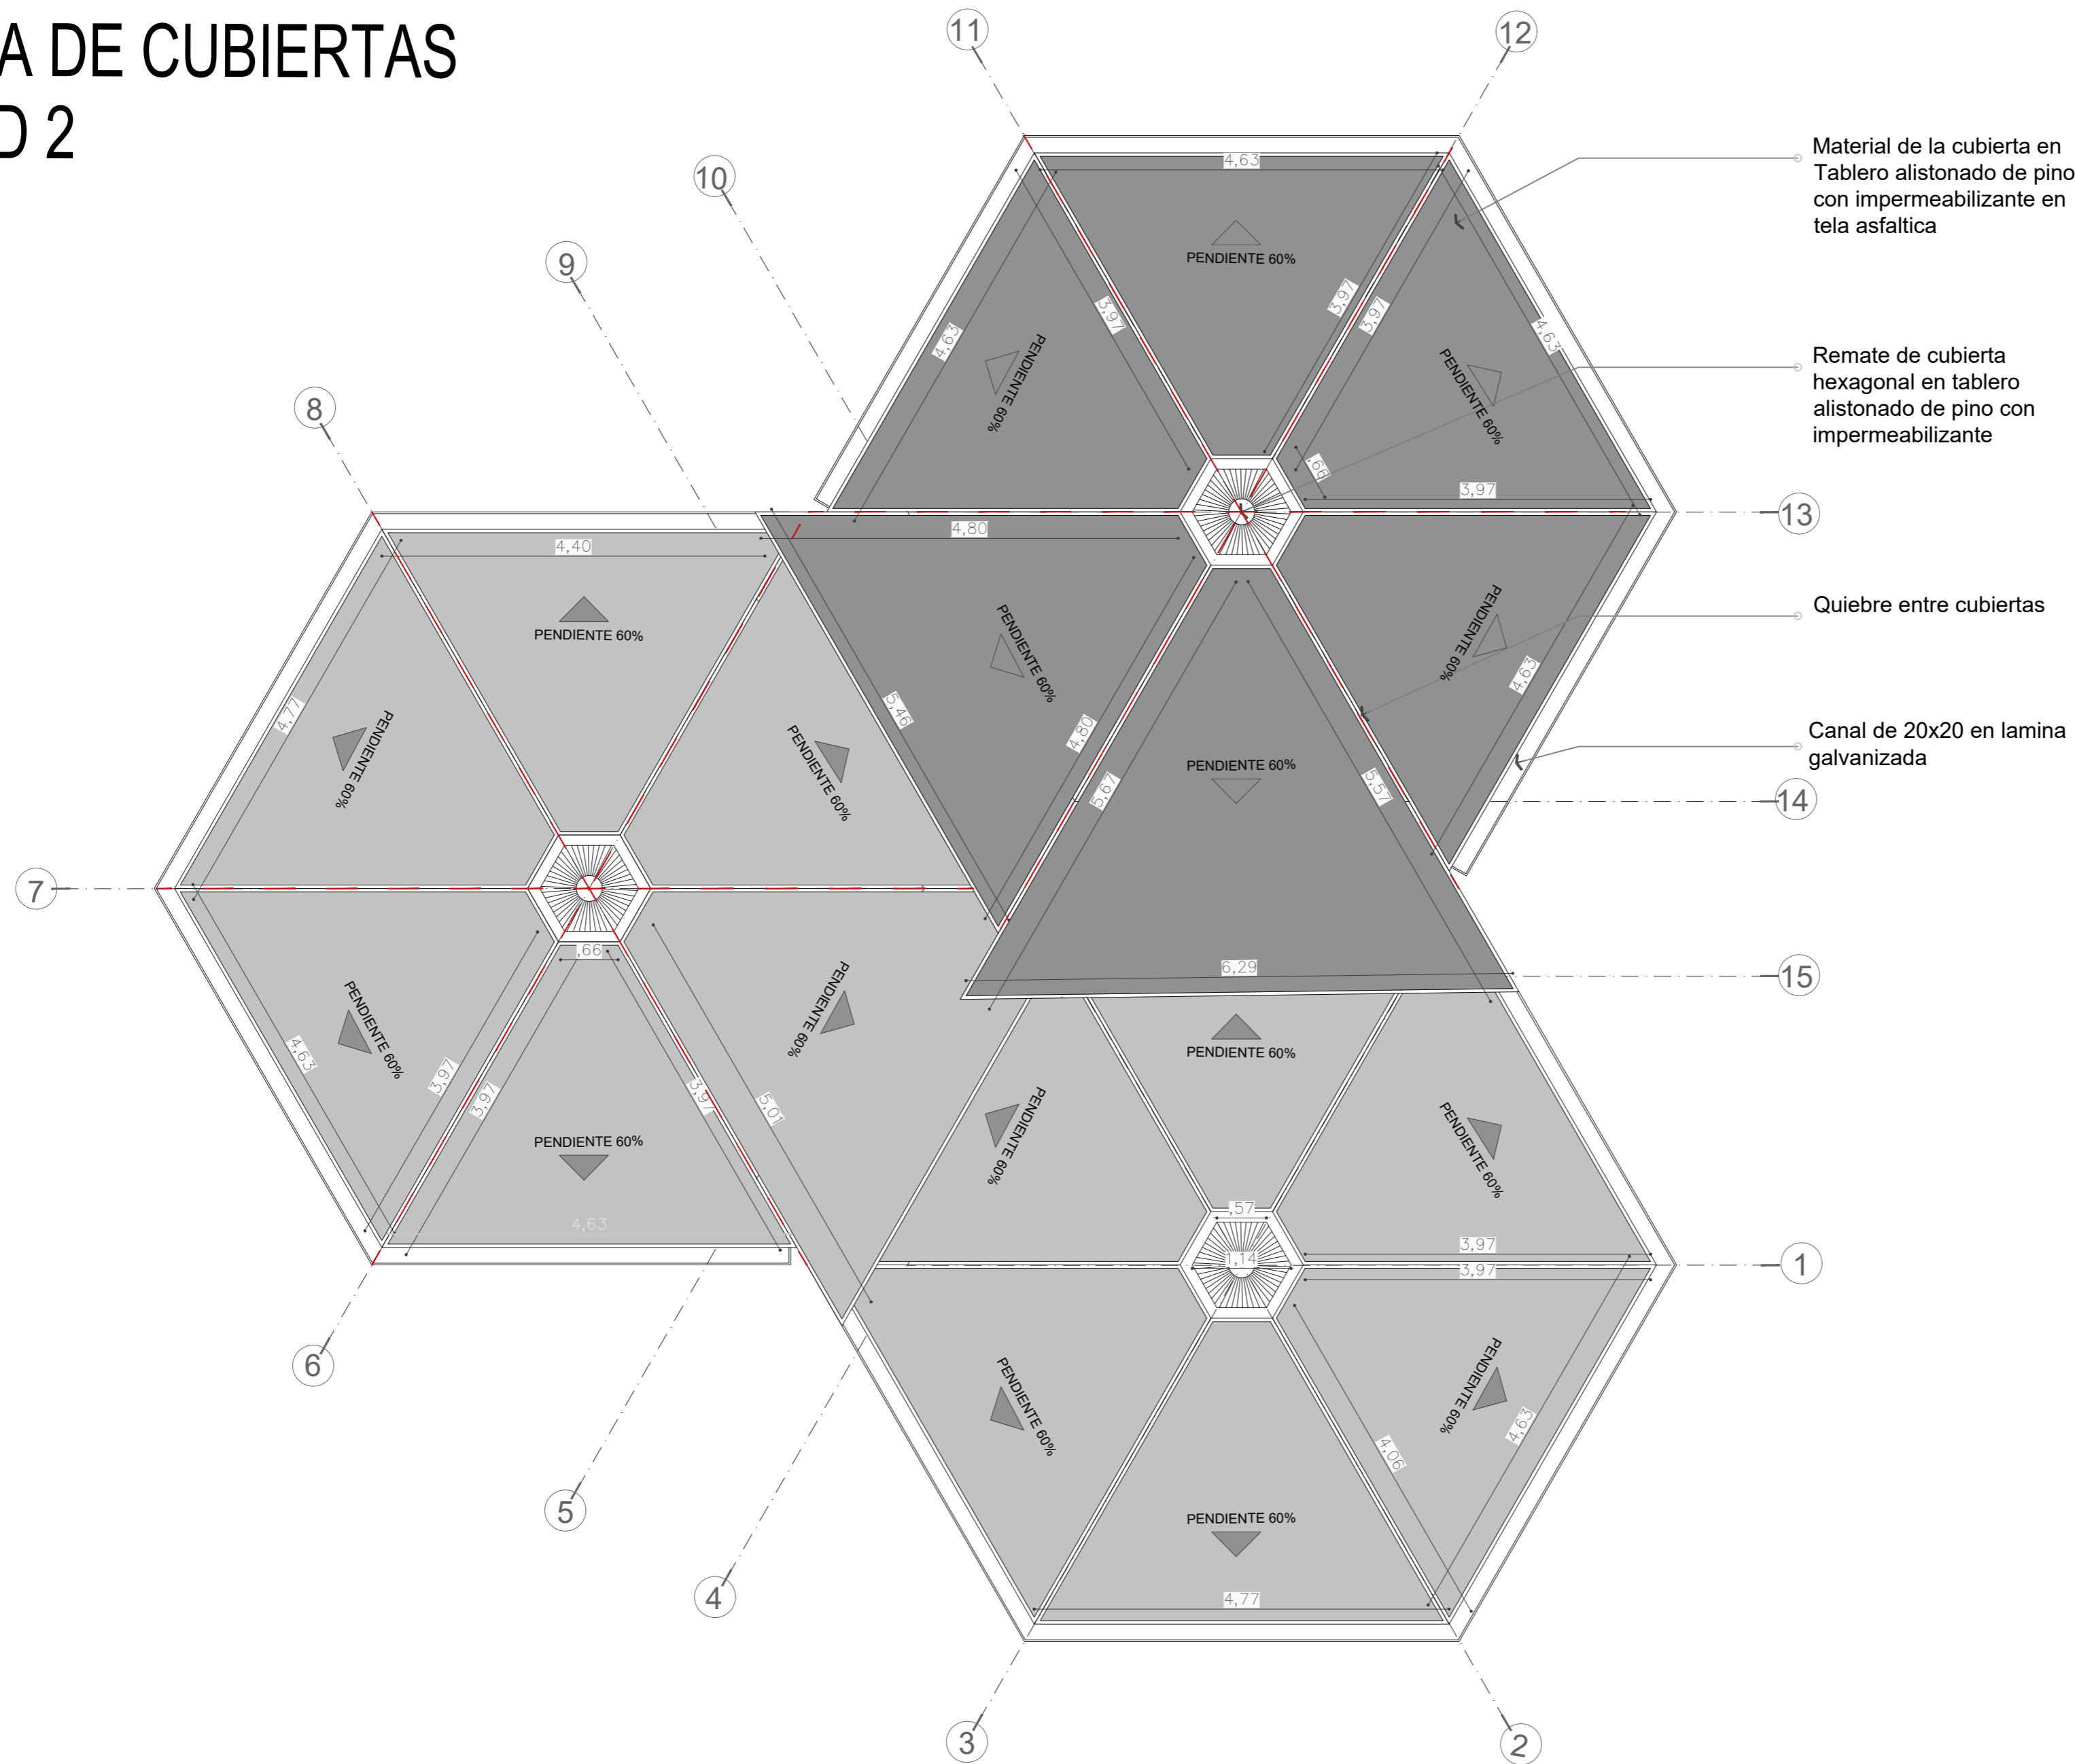 A DE CUBIERTAS
D 2
11
12
10
9
8
7
6
5
4
3
2
1
13
14
15
Material de la cubierta en
Tablero alistonado de pino
con impermeabilizante en
tela asfaltica
Remate de cubierta
hexagonal en tablero
alistonado de pino con
impermeabilizante
Quiebre entre cubiertas
Canal de 20x20 en lamina
galvanizada
4,63
PENDIENTE 60%
3,97
3,97
3,97
4,63
PENDIENTE 60%
4,63
PENDIENTE 60%
,66
3,97
4,80
PENDIENTE 60%
5,46
4,80
5,67
PENDIENTE 60%
5,57
6,29
PENDIENTE 60%
4,63
4,40
PENDIENTE 60%
4,77
PENDIENTE 60%
PENDIENTE 60%
,66
PENDIENTE 60%
4,63
3,97
3,97
3,97
PENDIENTE 60%
4,63
PENDIENTE 60%
5,01
PENDIENTE 60%
PENDIENTE 60%
PENDIENTE 60%
,57
1,14
3,97
3,97
PENDIENTE 60%
PENDIENTE 60%
4,06
4,63
PENDIENTE 60%
4,77